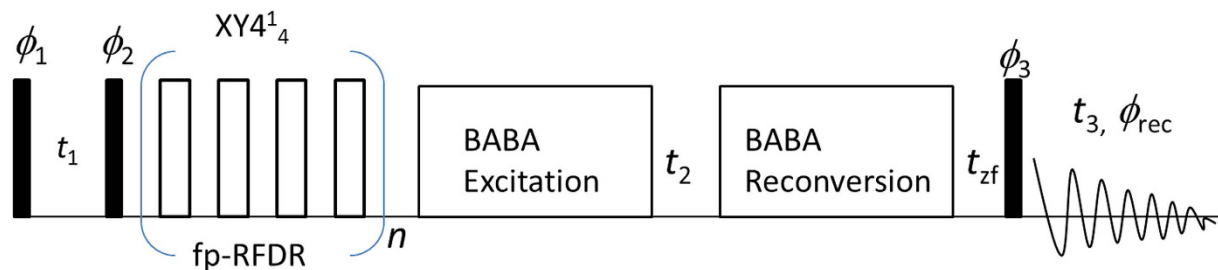 XY4¹₄
ϕ₁ ϕ₂ ϕ₃
t₁ BABA Excitation t₂ BABA Reconversion t_zf t₃, ϕ_rec
fp-RFDR n